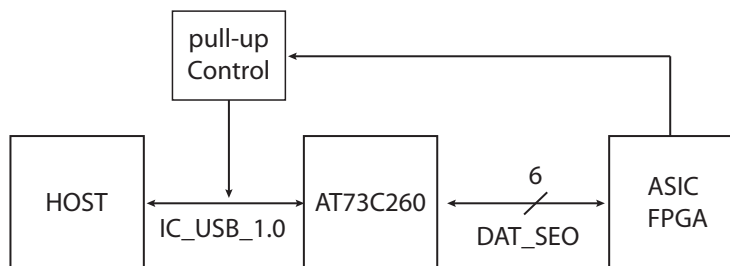 pull-up
Control
HOST
IC_USB_1.0
AT73C260
6
DAT_SEO
ASIC
FPGA